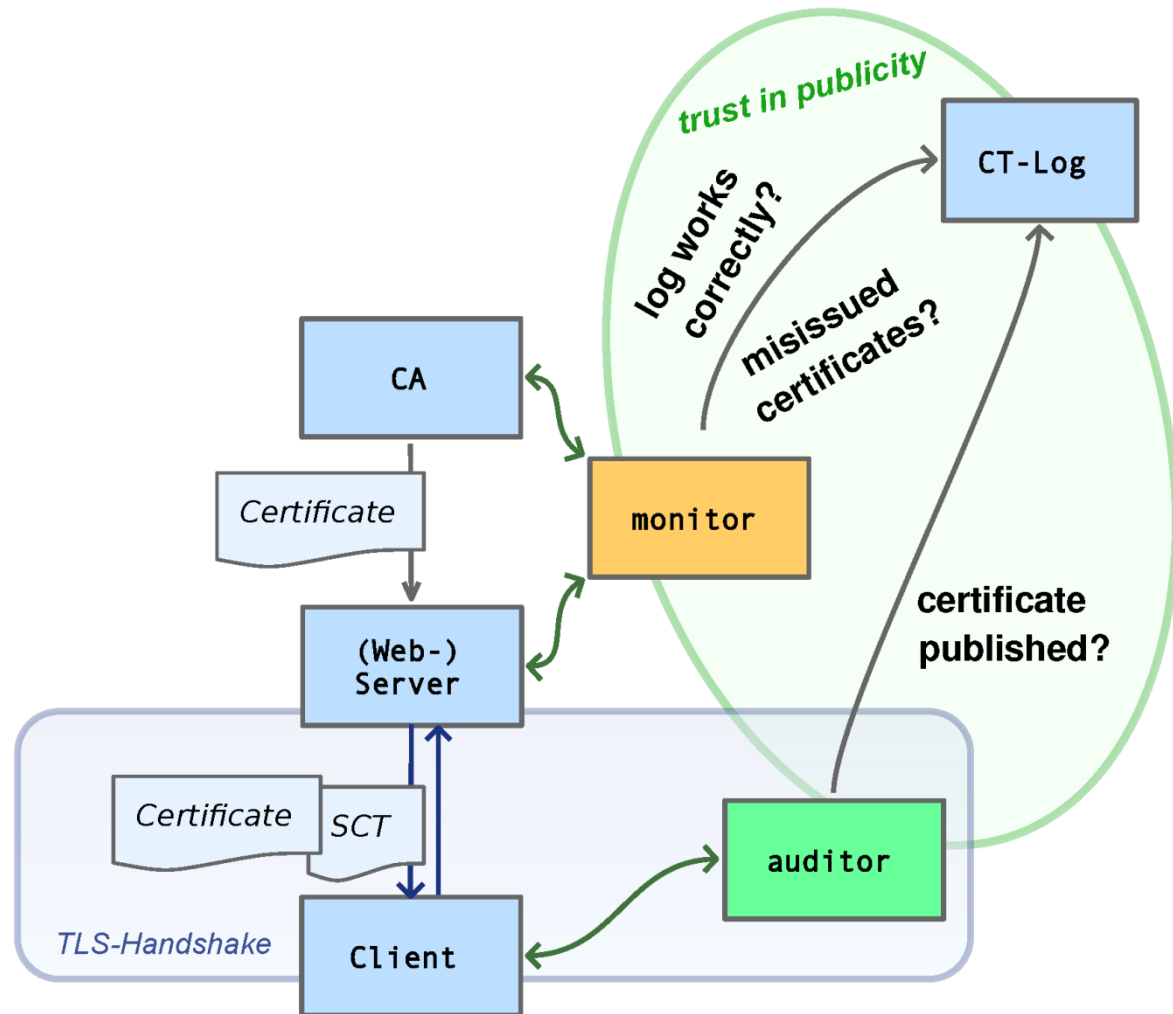 trust in publicity
CT-Log
log works
correctly?
misissued
certificates?
CA
Certificate
monitor
(Web-)
Server
certificate
published?
Certificate
SCT
auditor
TLS-Handshake
Client